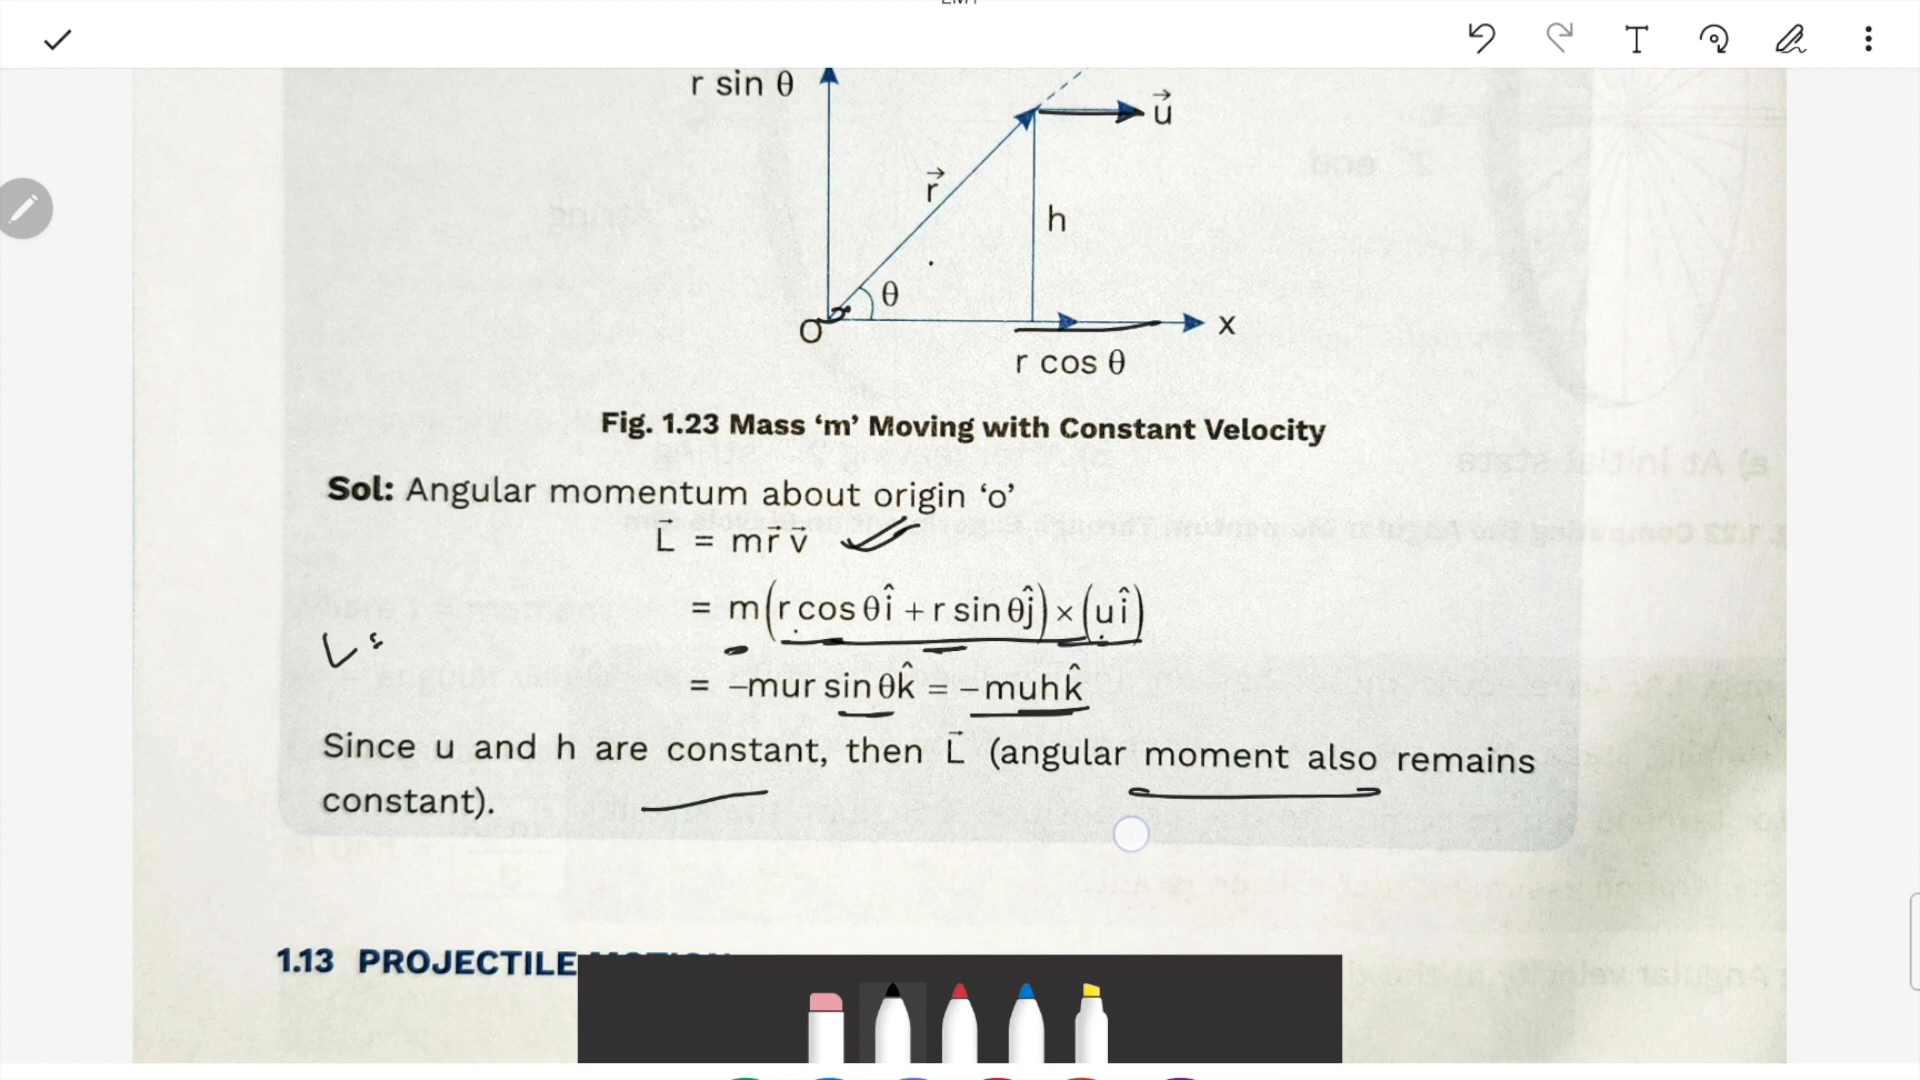 r sin θ
u⃗
r⃗
h
θ
O
x
r cos θ
Fig. 1.23 Mass ‘m’ Moving with Constant Velocity
Sol: Angular momentum about origin ‘o’
L⃗ = mr⃗ v⃗
= m(r cos θî + r sin θĵ) × (uî)
= –mur sin θk̂ = –muhk̂
Since u and h are constant, then L⃗ (angular moment also remains
constant).
1.13 PROJECTILE